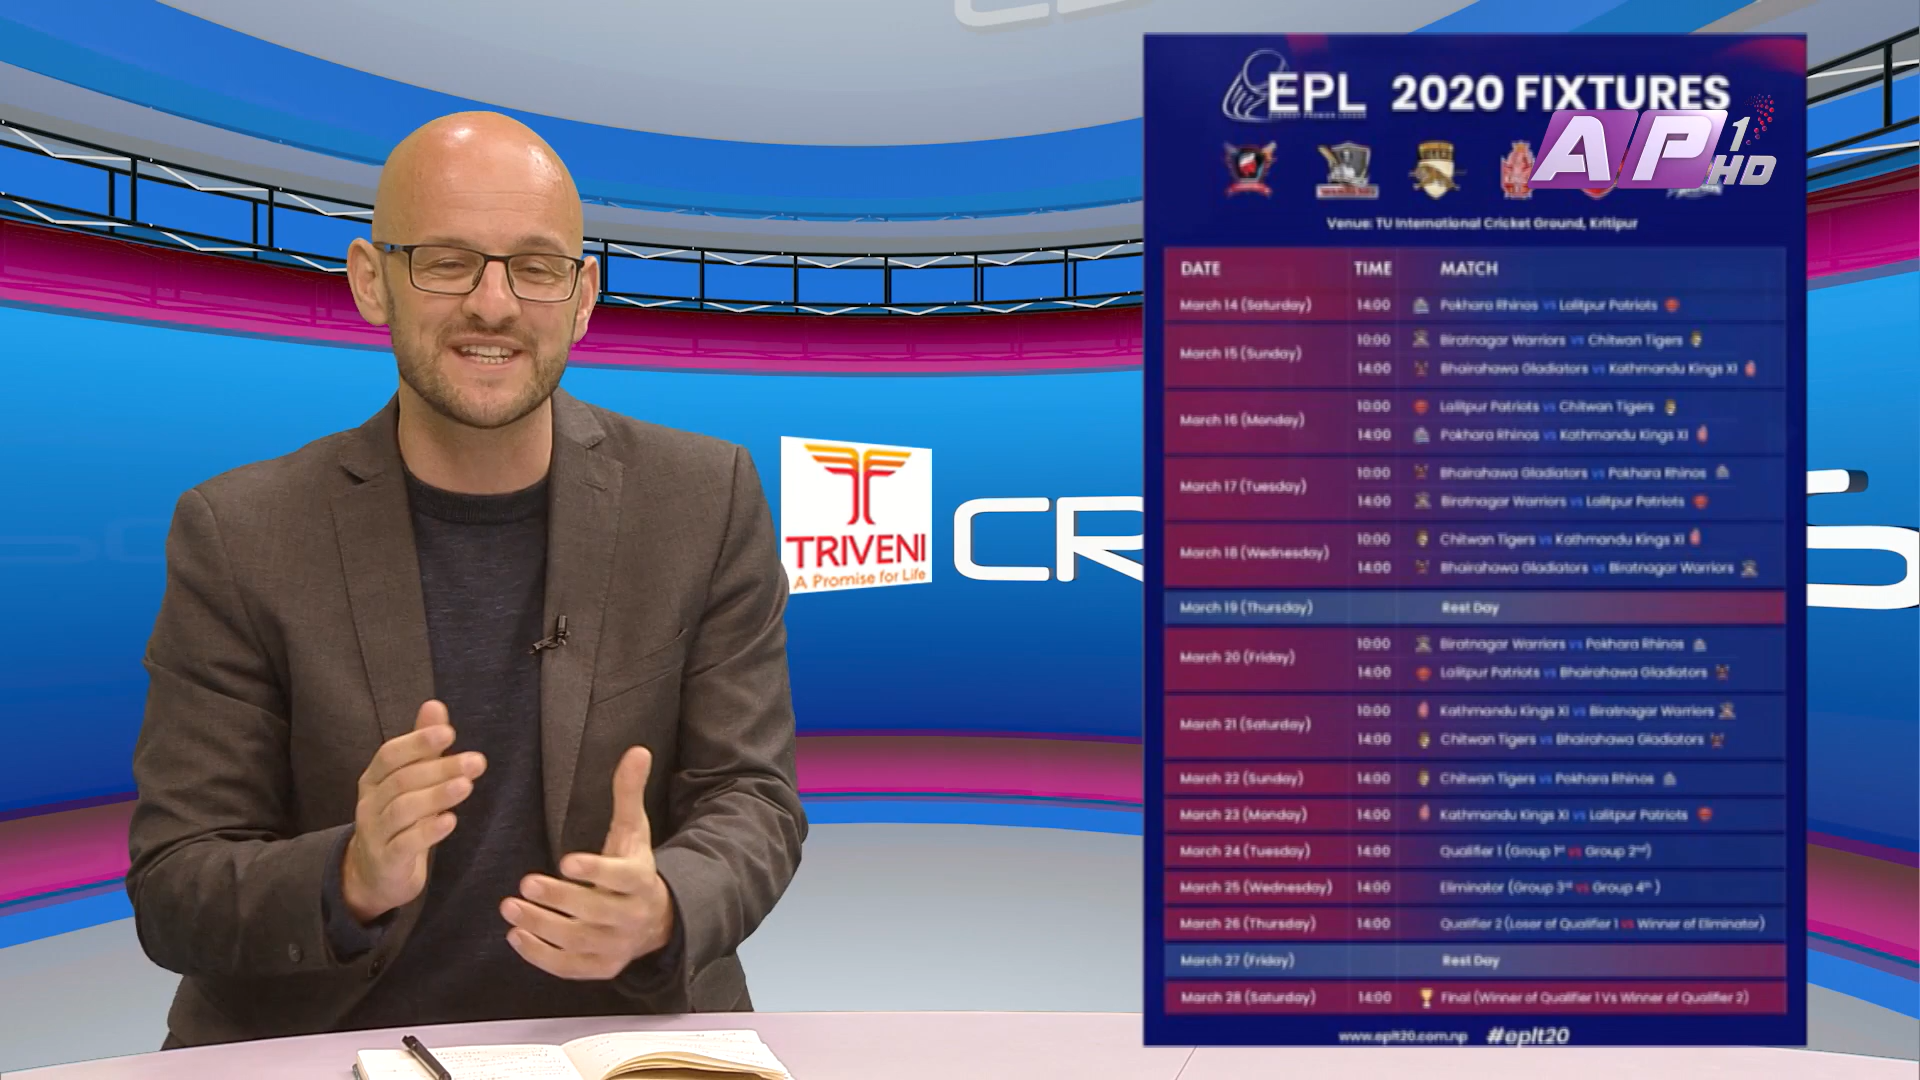 EPL 2020 FIXTURES
AP1 HD
Venue: TU International Cricket Ground, Kritipur
DATE TIME MATCH
March 14 (Saturday) 14:00 Pokhara Rhinos vs Lalitpur Patriots
March 15 (Sunday) 10:00 Biratnagar Warriors vs Chitwan Tigers
14:00 Bhairahawa Gladiators vs Kathmandu Kings XI
March 16 (Monday) 10:00 Lalitpur Patriots vs Chitwan Tigers
14:00 Pokhara Rhinos vs Kathmandu Kings XI
March 17 (Tuesday) 10:00 Bhairahawa Gladiators vs Pokhara Rhinos
14:00 Biratnagar Warriors vs Lalitpur Patriots
March 18 (Wednesday) 10:00 Chitwan Tigers vs Kathmandu Kings XI
14:00 Bhairahawa Gladiators vs Biratnagar Warriors
March 19 (Thursday) Rest Day
March 20 (Friday) 10:00 Biratnagar Warriors vs Pokhara Rhinos
14:00 Lalitpur Patriots vs Bhairahawa Gladiators
March 21 (Saturday) 10:00 Kathmandu Kings XI vs Biratnagar Warriors
14:00 Chitwan Tigers vs Bhairahawa Gladiators
March 22 (Sunday) 14:00 Chitwan Tigers vs Pokhara Rhinos
March 23 (Monday) 14:00 Kathmandu Kings XI vs Lalitpur Patriots
March 24 (Tuesday) 14:00 Qualifier 1 (Group 1st vs Group 2nd)
March 25 (Wednesday) 14:00 Eliminator (Group 3rd vs Group 4th )
March 26 (Thursday) 14:00 Qualifier 2 (Loser of Qualifier 1 vs Winner of Eliminator)
March 27 (Friday) Rest Day
March 28 (Saturday) 14:00 Final (Winner of Qualifier 1 Vs Winner of Qualifier 2)
www.eplt20.com.np #eplt20
TRIVENI
A Promise for Life
CR